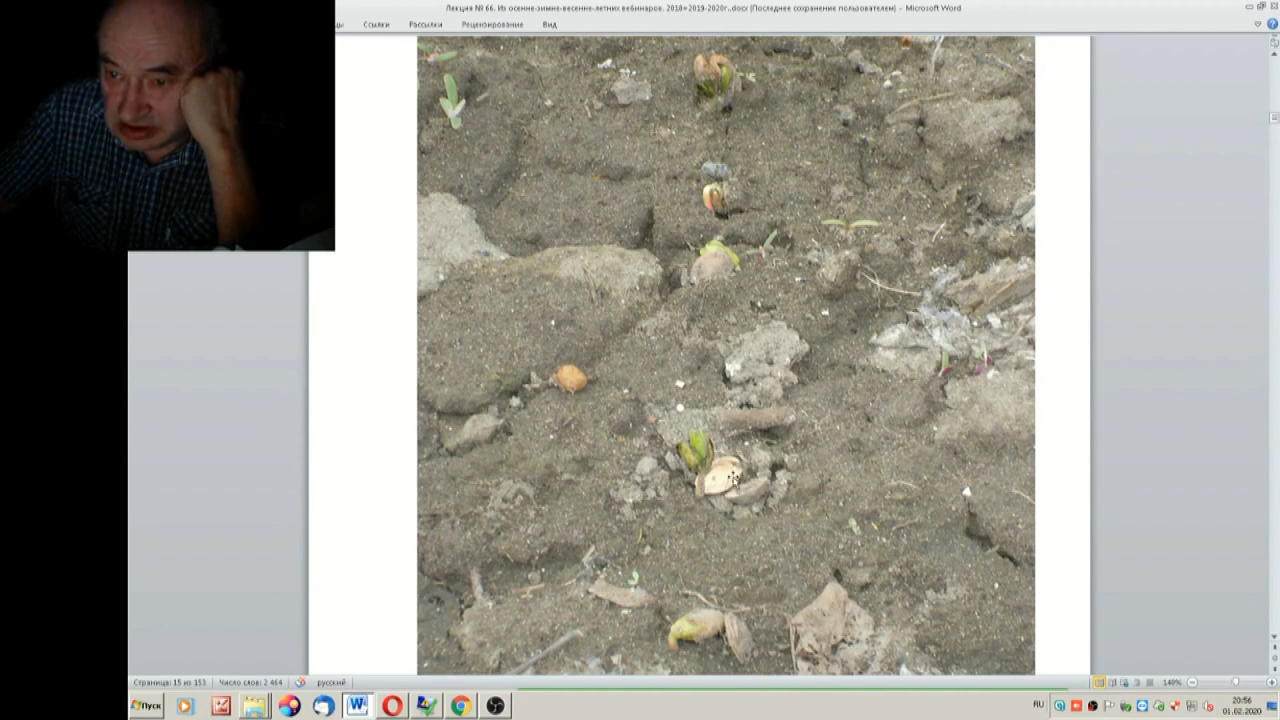 Лекция № 66. Из осенне-зимне-весенне-летних вебинаров. 2018=2019-2020г..docx (Последнее сохранение пользователем) - Microsoft Word
Ссылки Рассылки Рецензирование Вид
Страница: 15 из 153 Число слов: 2 464 русский 140%
Пуск RU 20:56
01.02.2020